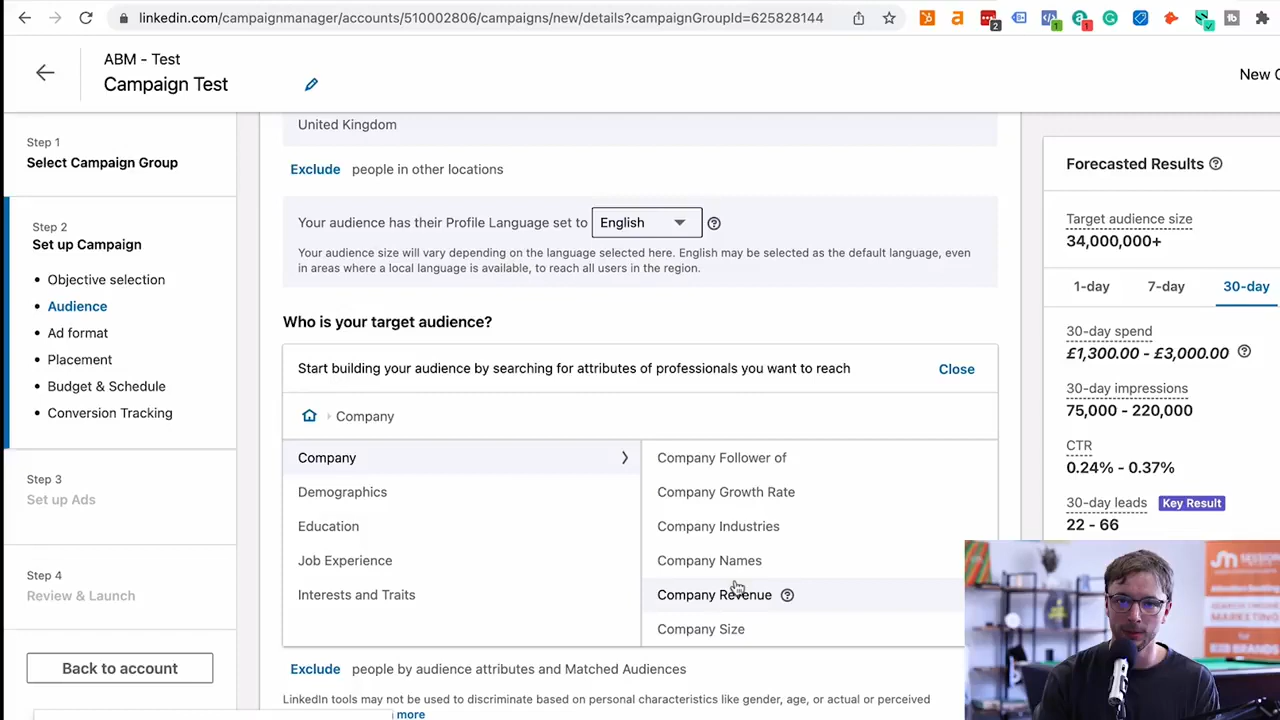 linkedin.com/campaignmanager/accounts/510002806/campaigns/new/details?campaignGroupId=625828144
2
1
1
ABM - Test
Campaign Test
New C
Step 1
Select Campaign Group
Step 2
Set up Campaign
Objective selection
Audience
Ad format
Placement
Budget & Schedule
Conversion Tracking
Step 3
Set up Ads
Step 4
Review & Launch
Back to account
United Kingdom
Exclude people in other locations
Your audience has their Profile Language set to English
Your audience size will vary depending on the language selected here. English may be selected as the default language, even
in areas where a local language is available, to reach all users in the region.
Who is your target audience?
Start building your audience by searching for attributes of professionals you want to reach Close
Company
Company
Demographics
Education
Job Experience
Interests and Traits
Company Follower of
Company Growth Rate
Company Industries
Company Names
Company Revenue
Company Size
Exclude people by audience attributes and Matched Audiences
LinkedIn tools may not be used to discriminate based on personal characteristics like gender, age, or actual or perceived
more
Forecasted Results
Target audience size
34,000,000+
1-day 7-day 30-day
30-day spend
£1,300.00 - £3,000.00
30-day impressions
75,000 - 220,000
CTR
0.24% - 0.37%
30-day leads Key Result
22 - 66
MARKETING
BRANDS